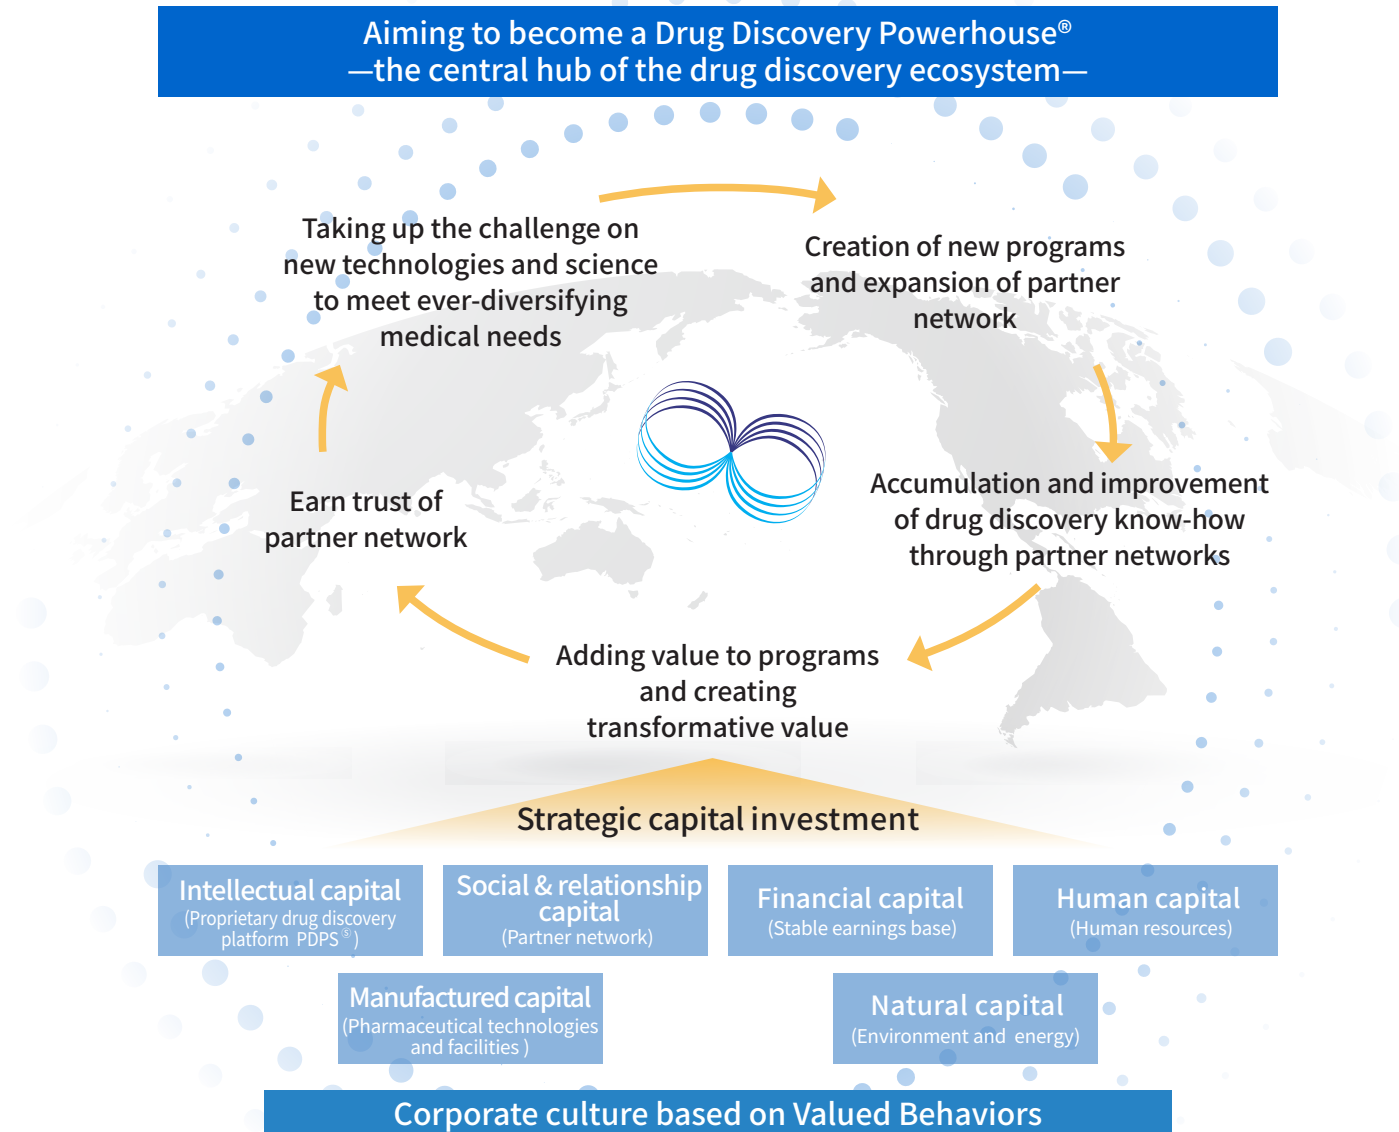 Aiming to become a Drug Discovery Powerhouse®
—the central hub of the drug discovery ecosystem—
Taking up the challenge on
new technologies and science
to meet ever-diversifying
medical needs
Creation of new programs
and expansion of partner
network
Accumulation and improvement
of drug discovery know-how
through partner networks
Adding value to programs
and creating
transformative value
Earn trust of
partner network
Strategic capital investment
Intellectual capital
(Proprietary drug discovery
platform PDPSⓈ)
Social & relationship
capital
(Partner network)
Financial capital
(Stable earnings base)
Human capital
(Human resources)
Manufactured capital
(Pharmaceutical technologies
and facilities )
Natural capital
(Environment and energy)
Corporate culture based on Valued Behaviors